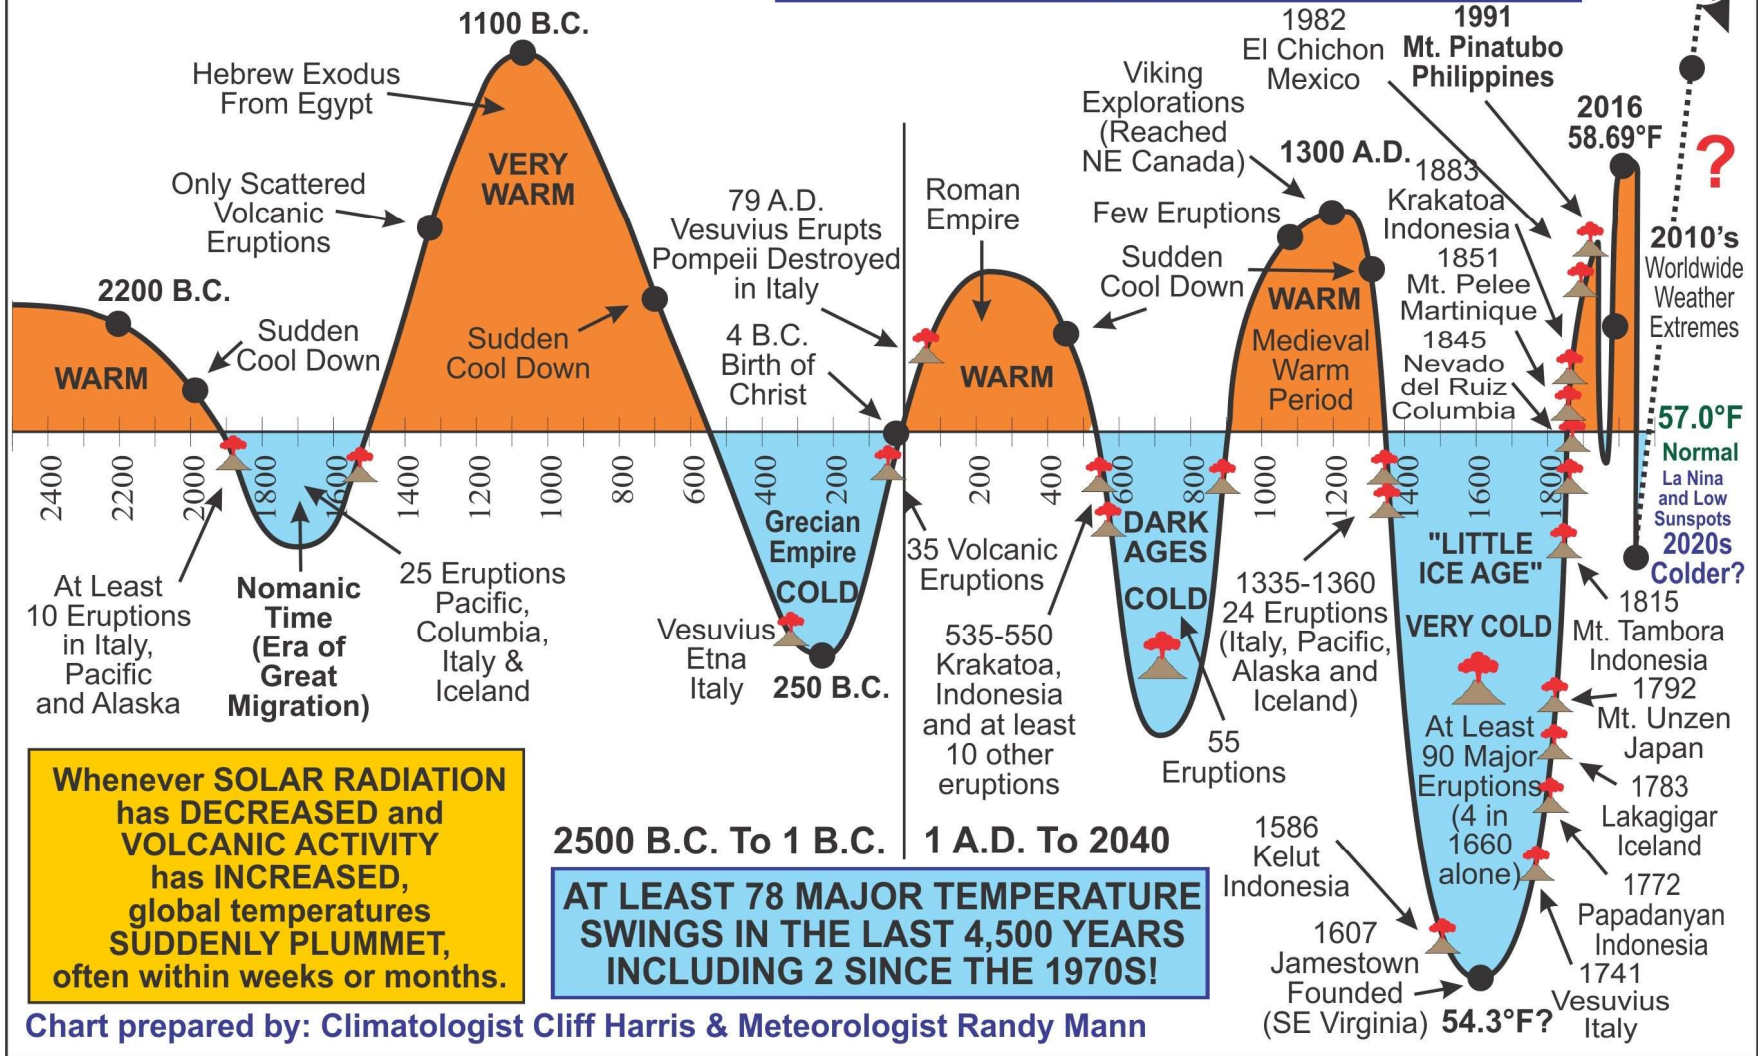 1100 B.C.
Hebrew Exodus
From Egypt
VERY
WARM
Only Scattered
Volcanic
Eruptions
2200 B.C.
Sudden
Cool Down
WARM
Sudden
Cool Down
79 A.D.
Vesuvius Erupts
Pompeii Destroyed
in Italy
4 B.C.
Birth of
Christ
Roman
Empire
WARM
Viking
Explorations
(Reached
NE Canada)
Few Eruptions
Sudden
Cool Down
1300 A.D.
WARM
Medieval
Warm
Period
1982
El Chichon
Mexico
1991
Mt. Pinatubo
Philippines
1883
Krakatoa
Indonesia
1851
Mt. Pelee
Martinique
1845
Nevado
del Ruiz
Columbia
2016
58.69°F
?
2010's
Worldwide
Weather
Extremes
57.0°F
Normal
La Nina
and Low
Sunspots
2020s
Colder?
2400
2200
2000
1800
1600
1400
1200
1000
800
600
400
200
200
400
600
800
1000
1200
1400
1600
1800
At Least
10 Eruptions
in Italy,
Pacific
and Alaska
Nomanic
Time
(Era of
Great
Migration)
25 Eruptions
Pacific,
Columbia,
Italy &
Iceland
Grecian
Empire
COLD
Vesuvius
Etna
Italy
250 B.C.
35 Volcanic
Eruptions
535-550
Krakatoa,
Indonesia
and at least
10 other
eruptions
DARK
AGES
COLD
55
Eruptions
1335-1360
24 Eruptions
(Italy, Pacific,
Alaska and
Iceland)
"LITTLE
ICE AGE"
VERY COLD
At Least
90 Major
Eruptions
(4 in
1660
alone)
1815
Mt. Tambora
Indonesia
1792
Mt. Unzen
Japan
1783
Lakagigar
Iceland
1772
Papadanyan
Indonesia
1741
Vesuvius
Italy
1586
Kelut
Indonesia
1607
Jamestown
Founded
(SE Virginia)
54.3°F?
Whenever SOLAR RADIATION
has DECREASED and
VOLCANIC ACTIVITY
has INCREASED,
global temperatures
SUDDENLY PLUMMET,
often within weeks or months.
2500 B.C. To 1 B.C.
1 A.D. To 2040
AT LEAST 78 MAJOR TEMPERATURE
SWINGS IN THE LAST 4,500 YEARS
INCLUDING 2 SINCE THE 1970S!
Chart prepared by: Climatologist Cliff Harris & Meteorologist Randy Mann